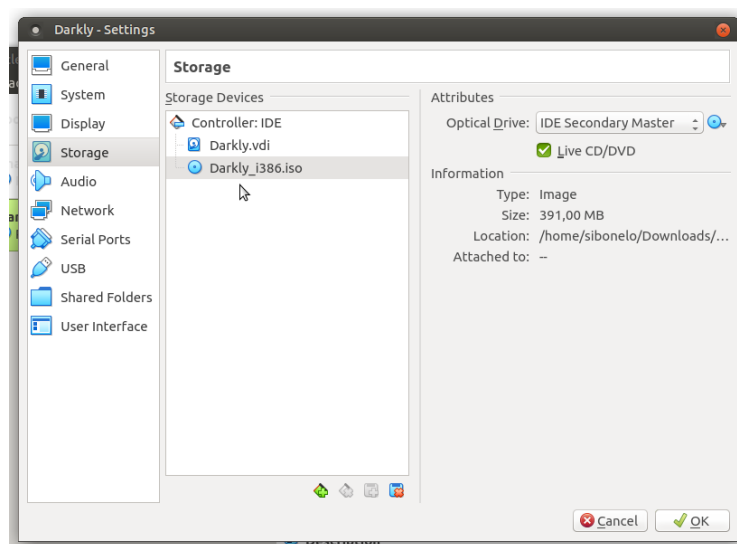 Darkly - Settings
General
System
Display
Storage
Audio
Network
Serial Ports
USB
Shared Folders
User Interface
Storage
Storage Devices
Controller: IDE
Darkly.vdi
Darkly_i386.iso
Attributes
Optical Drive: IDE Secondary Master
Live CD/DVD
Information
Type: Image
Size: 391,00 MB
Location: /home/sibonelo/Downloads/...
Attached to: --
Cancel
OK